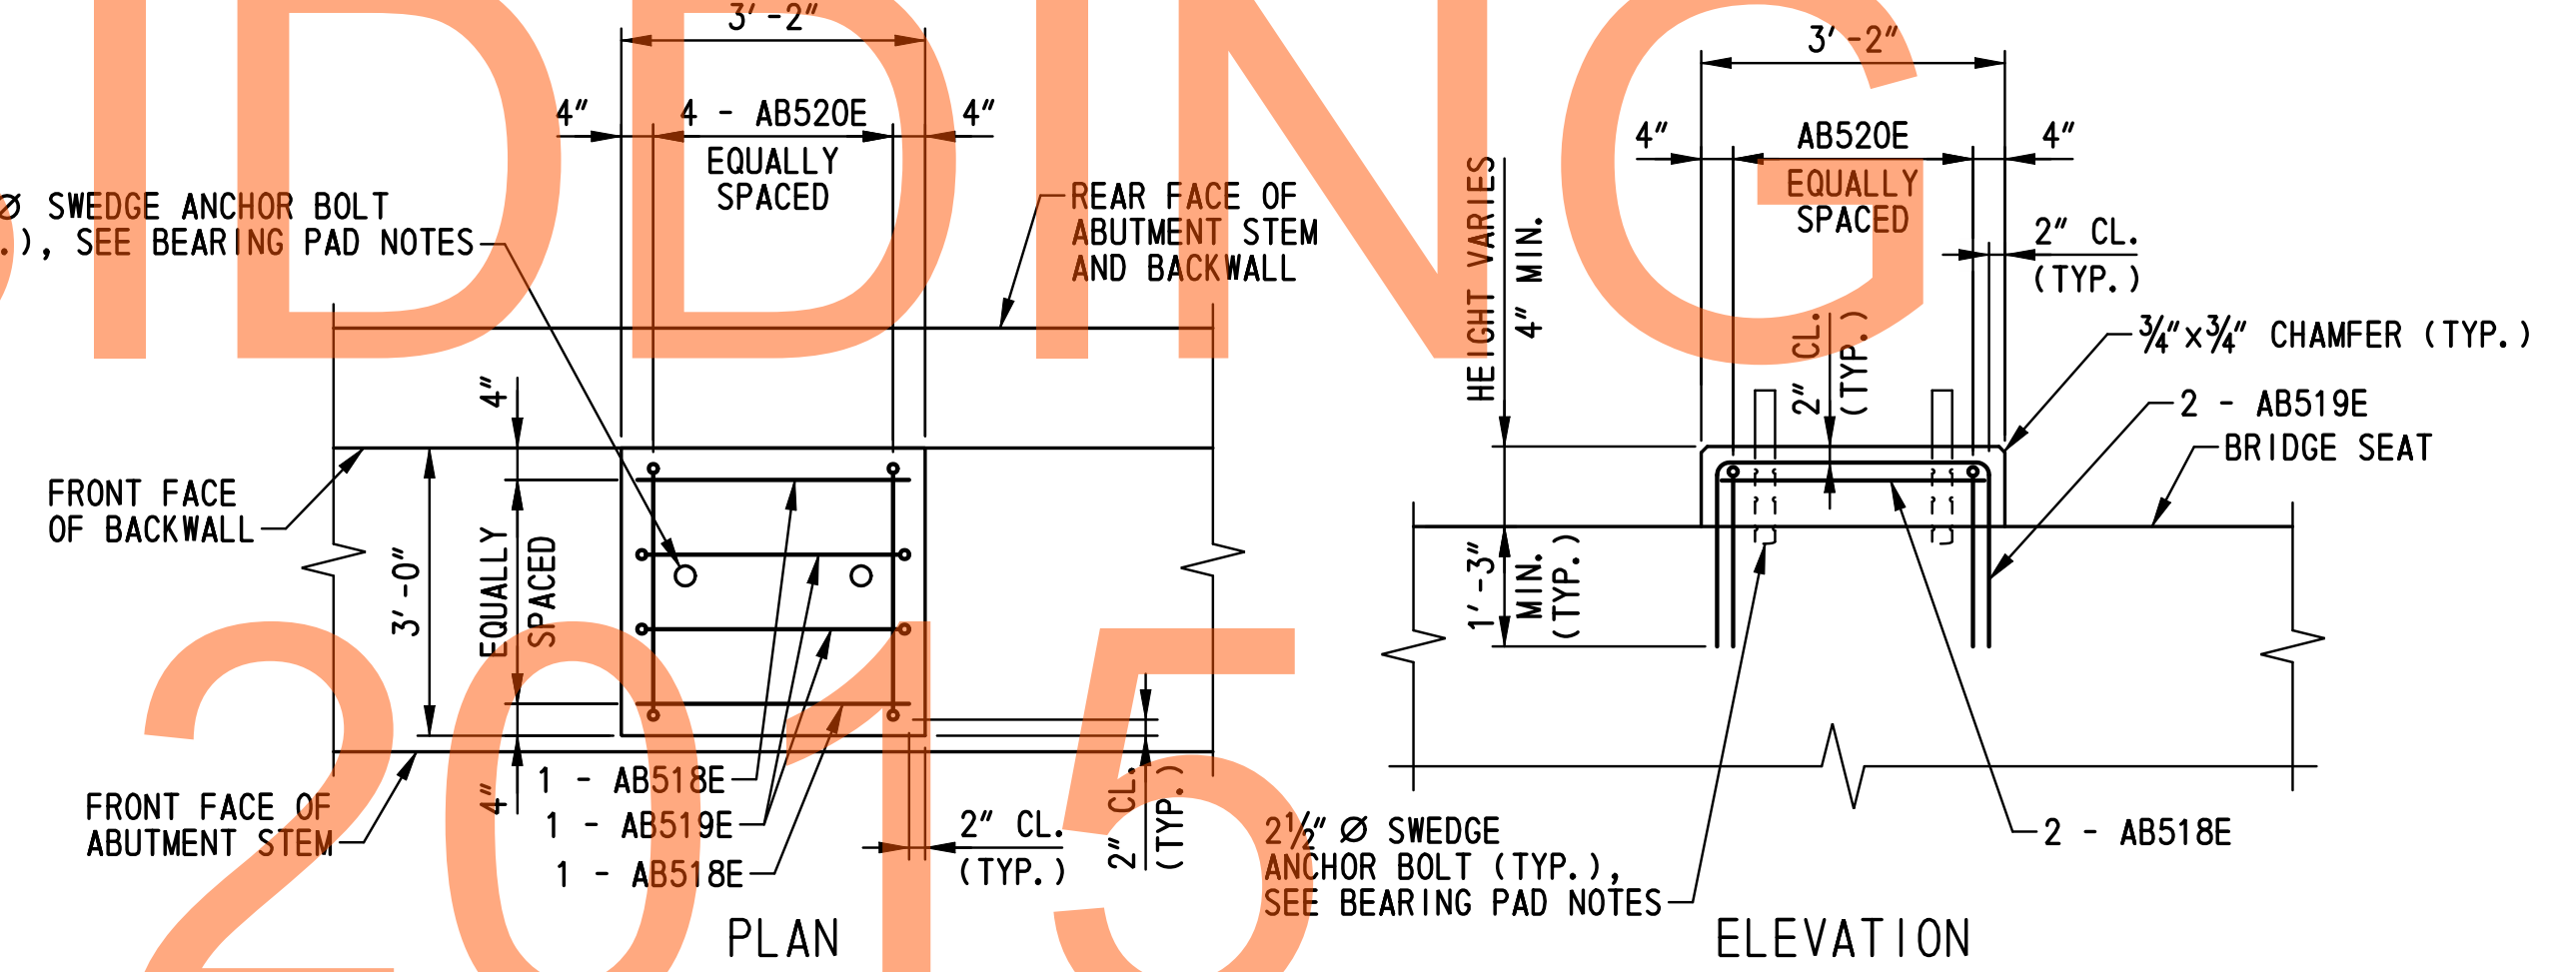 3'-2"
4" 4 - AB520E 4"
EQUALLY
SPACED
Ø SWEDGE ANCHOR BOLT
.), SEE BEARING PAD NOTES
REAR FACE OF
ABUTMENT STEM
AND BACKWALL
4"
FRONT FACE
OF BACKWALL
3'-0"
EQUALLY
SPACED
4"
FRONT FACE OF
ABUTMENT STEM
1 - AB518E
1 - AB519E
1 - AB518E
2" CL.
(TYP.)
2" CL.
(TYP.)
PLAN
3'-2"
4" AB520E 4"
EQUALLY
SPACED
HEIGHT VARIES
4" MIN.
2" CL.
(TYP.)
2" CL.
(TYP.)
¾"x¾" CHAMFER (TYP.)
2 - AB519E
BRIDGE SEAT
1'-3"
MIN.
(TYP.)
2½" Ø SWEDGE
ANCHOR BOLT (TYP.),
SEE BEARING PAD NOTES
2 - AB518E
ELEVATION
IDDING
2015